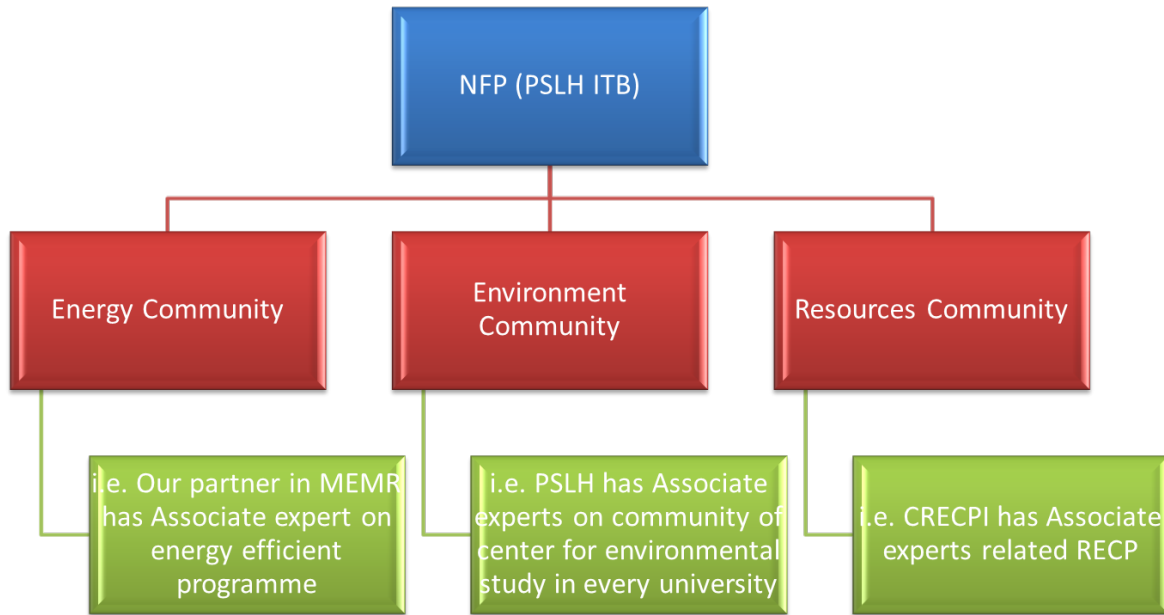 NFP (PSLH ITB)
Energy Community
Environment
Community
Resources Community
i.e. Our partner in MEMR
has Associate expert on
energy efficient
programme
i.e. PSLH has Associate
experts on community of
center for environmental
study in every university
i.e. CRECPI has Associate
experts related RECP